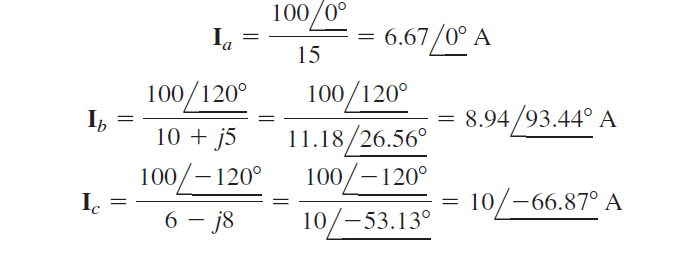 I_a = 100/0° / 15 = 6.67/0° A
I_b = 100/120° / 10 + j5 = 100/120° / 11.18/26.56° = 8.94/93.44° A
I_c = 100/−120° / 6 − j8 = 100/−120° / 10/−53.13° = 10/−66.87° A